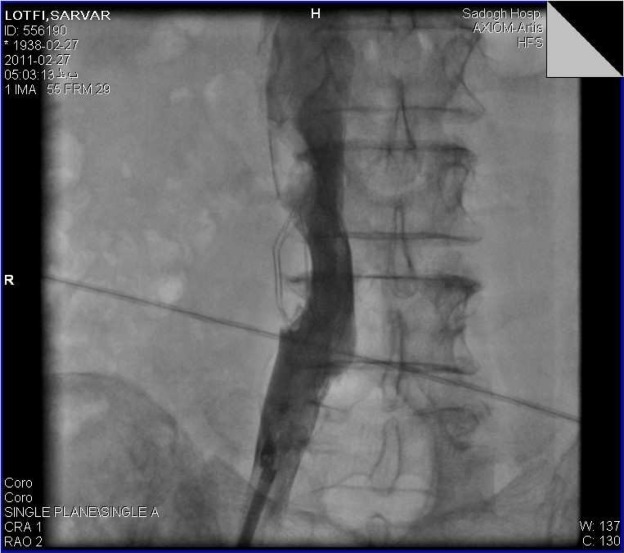 LOTFI,SARVAR
ID: 556190
* 1938-02-27
2011-02-27
05:03:13
1 IMA 55 FRM 29
H
Sadogh Hosp.
AXIOM-Artis
HFS
R
Coro
Coro
SINGLE PLANE\SINGLE A
CRA 1
RAO 2
W: 137
C: 130